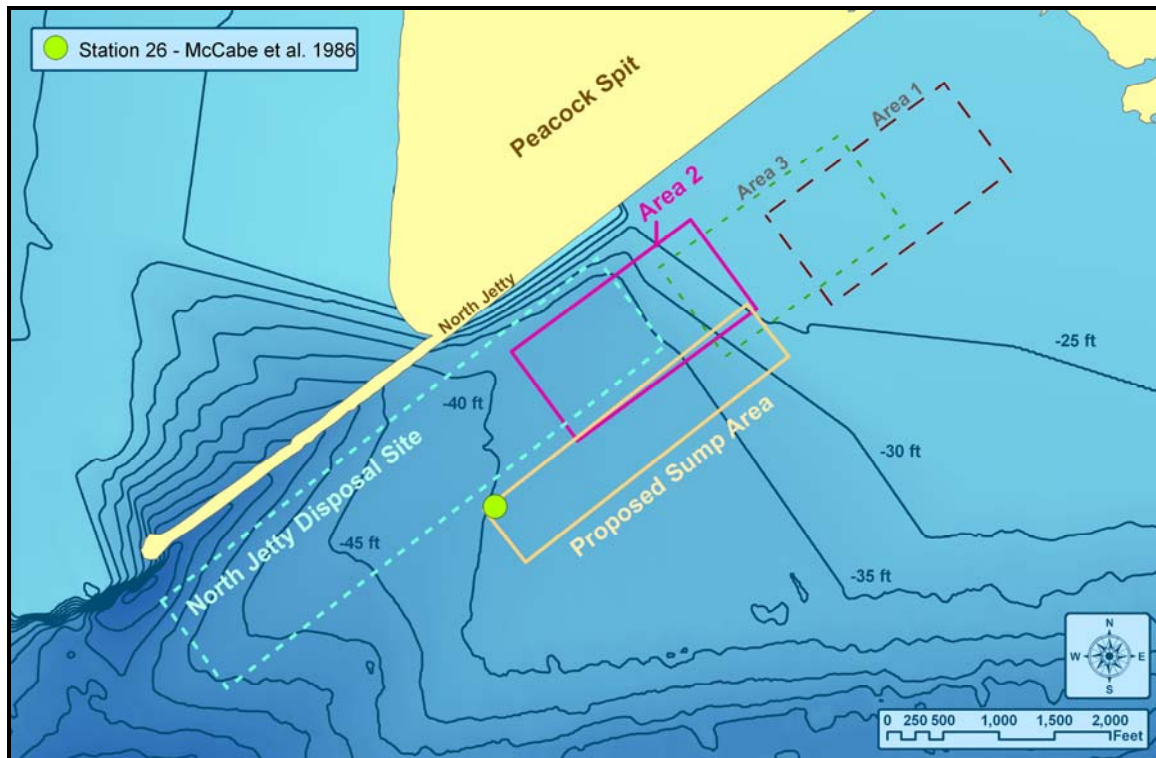 Station 26 - McCabe et al. 1986
Peacock Spit
Area 1
Area 3
Area 2
North Jetty
-25 ft
-40 ft
North Jetty Disposal Site
Proposed Sump Area
-30 ft
-45 ft
-35 ft
N
W E
S
0 250 500 1,000 1,500 2,000
Feet